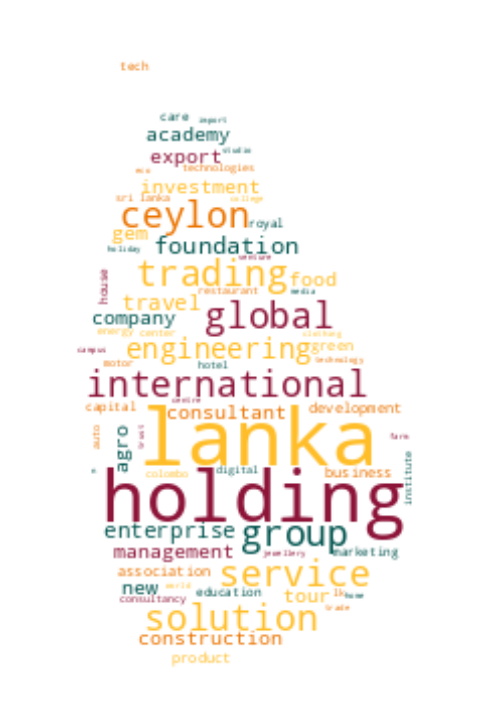 tech
care import
academy
export studio
eco technologies
investment
sri lanka college
ceylon royal
gem
holiday foundation
venture
trading food
house restaurant media
travel
company global
energy center clothing
campus engineering green
motor hotel technology
international
capital centre consultant development
lanka
auto agro trust farm
colombo digital business institute
holding
enterprise group
management jewellery marketing
association service
new education world
consultancy tour lk home
solution trade
construction
product